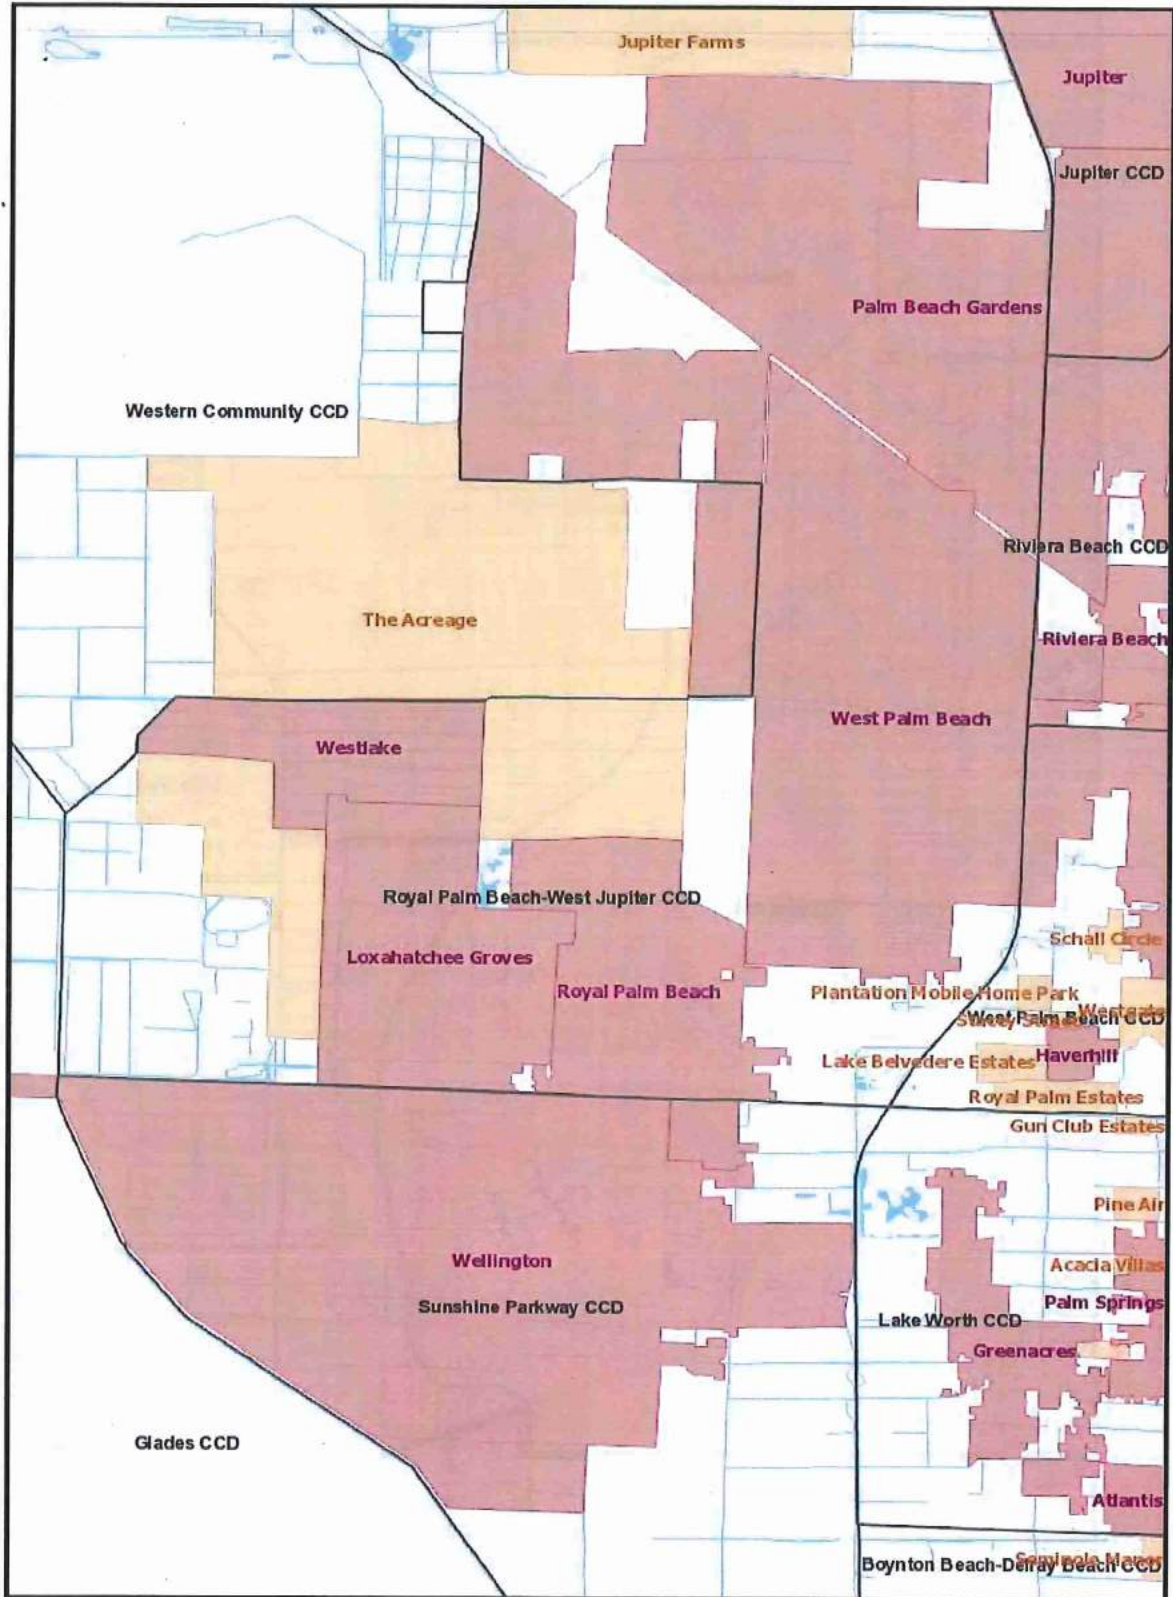 Jupiter Farms
Jupiter
Jupiter CCD
Palm Beach Gardens
Western Community CCD
Riviera Beach CCD
The Acreage
Riviera Beach
West Palm Beach
Westlake
Royal Palm Beach-West Jupiter CCD
Schall Circle
Loxahatchee Groves
Royal Palm Beach
Plantation Mobile Home Park
Westgate
West Palm Beach CCD
Lake Belvedere Estates
Haverhill
Royal Palm Estates
Gun Club Estates
Pine Air
Wellington
Acacia Villas
Sunshine Parkway CCD
Palm Springs
Lake Worth CCD
Greenacres
Glades CCD
Atlantis
Seminole Manor
Boynton Beach-Delray Beach CCD